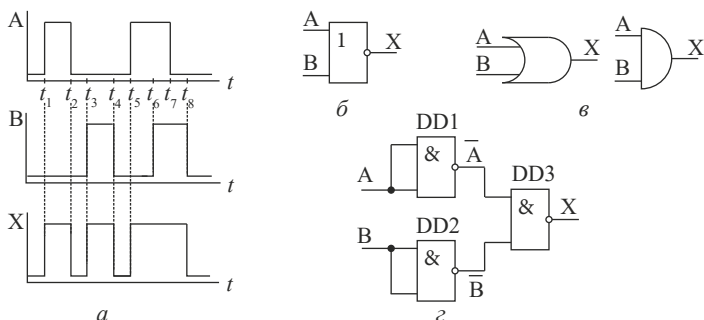 A
t
t1 t2 t3 t4 t5 t6 t7 t8
B
t
X
t
а
A
B
1
X
б
A
B
X
A
B
X
в
DD1
&
A̅
A
DD3
&
X
DD2
B
&
B̅
г